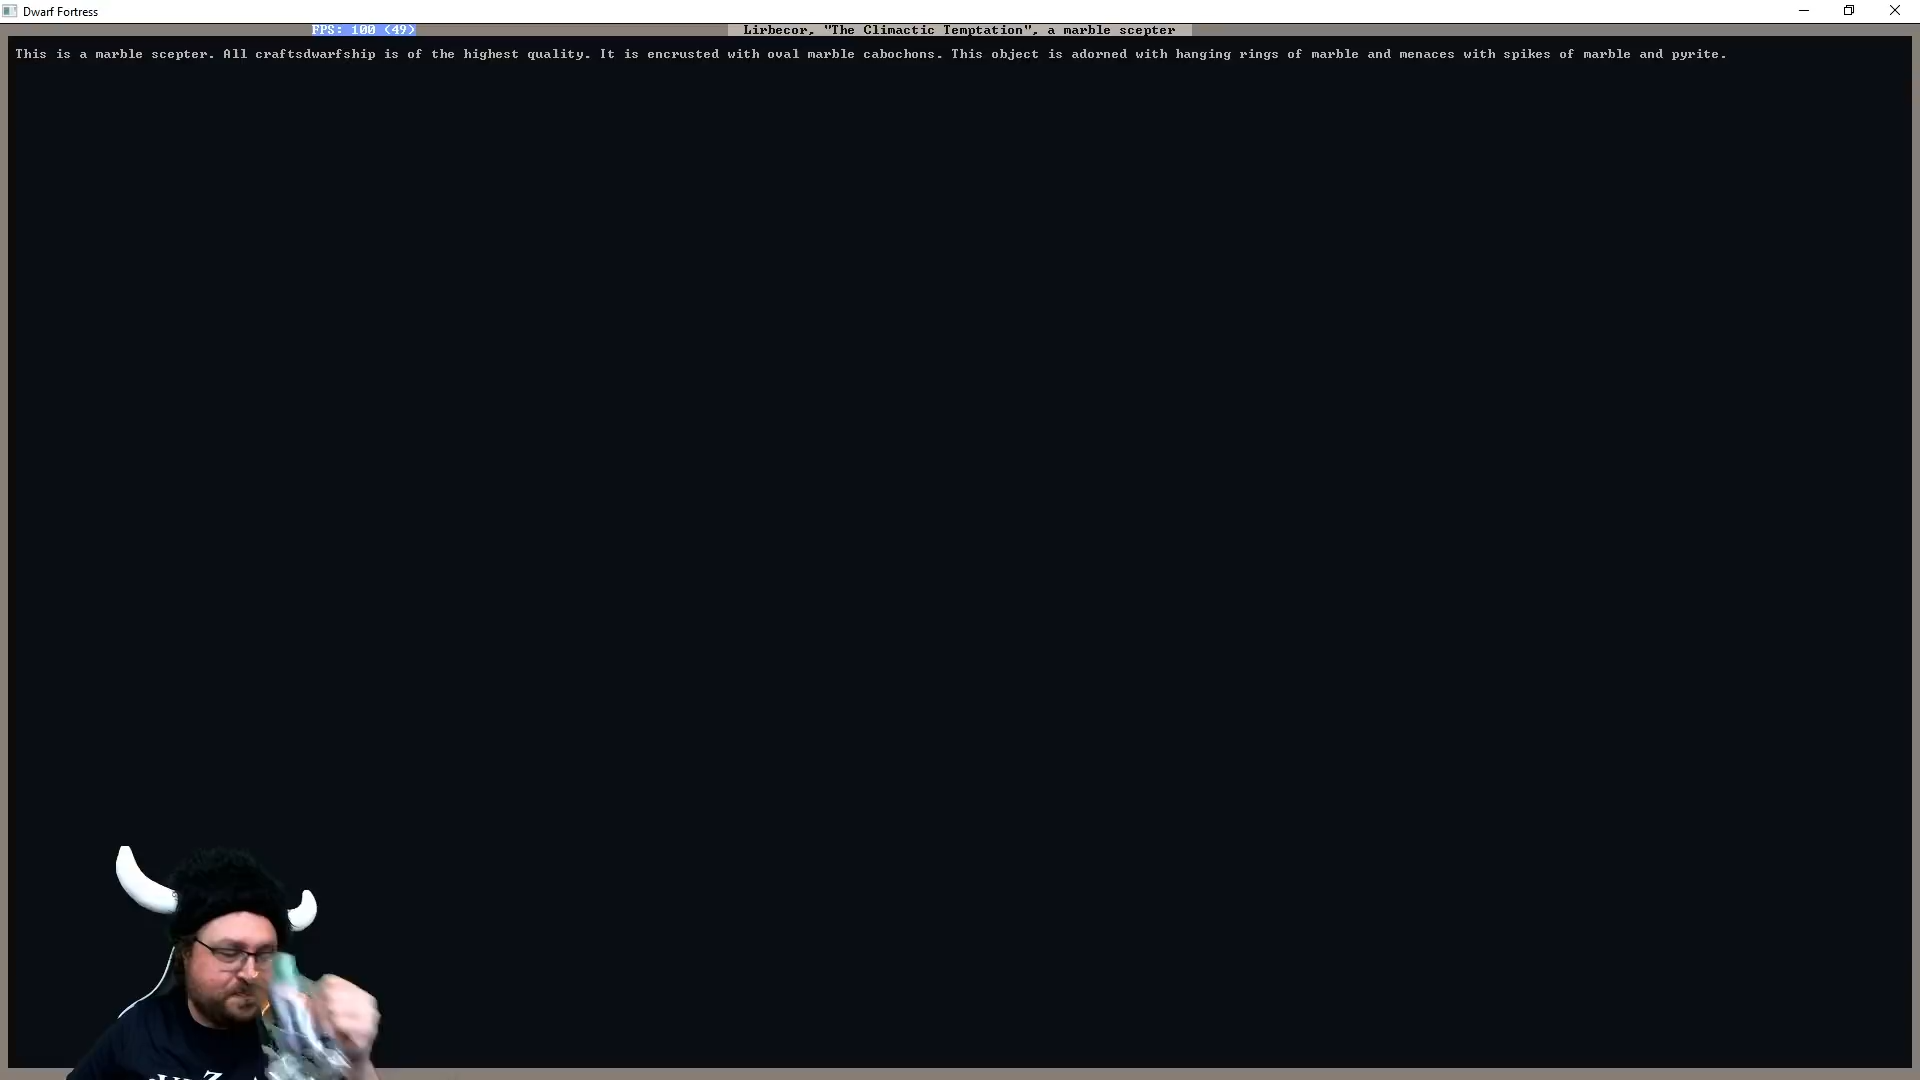 Dwarf Fortress
FPS: 100 (49)
Lirbecor, "The Climactic Temptation", a marble scepter
This is a marble scepter. All craftsdwarfship is of the highest quality. It is encrusted with oval marble cabochons. This object is adorned with hanging rings of marble and menaces with spikes of marble and pyrite.